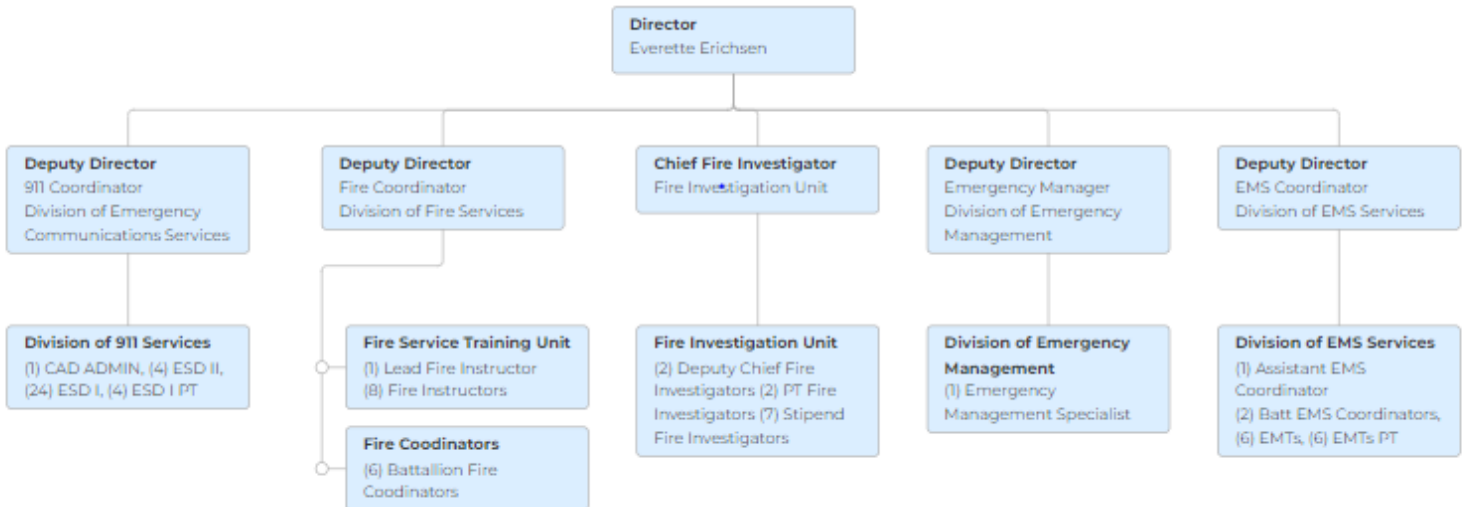 Director
Everette Erichsen
Deputy Director
911 Coordinator
Division of Emergency
Communications Services
Deputy Director
Fire Coordinator
Division of Fire Services
Chief Fire Investigator
Fire Investigation Unit
Deputy Director
Emergency Manager
Division of Emergency
Management
Deputy Director
EMS Coordinator
Division of EMS Services
Division of 911 Services
(1) CAD ADMIN, (4) ESD II,
(24) ESD I, (4) ESD I PT
Fire Service Training Unit
(1) Lead Fire Instructor
(8) Fire Instructors
Fire Coodinators
(6) Battallion Fire
Coodinators
Fire Investigation Unit
(2) Deputy Chief Fire
Investigators (2) PT Fire
Investigators (7) Stipend
Fire Investigators
Division of Emergency
Management
(1) Emergency
Management Specialist
Division of EMS Services
(1) Assistant EMS
Coordinator
(2) Batt EMS Coordinators,
(6) EMTs, (6) EMTs PT